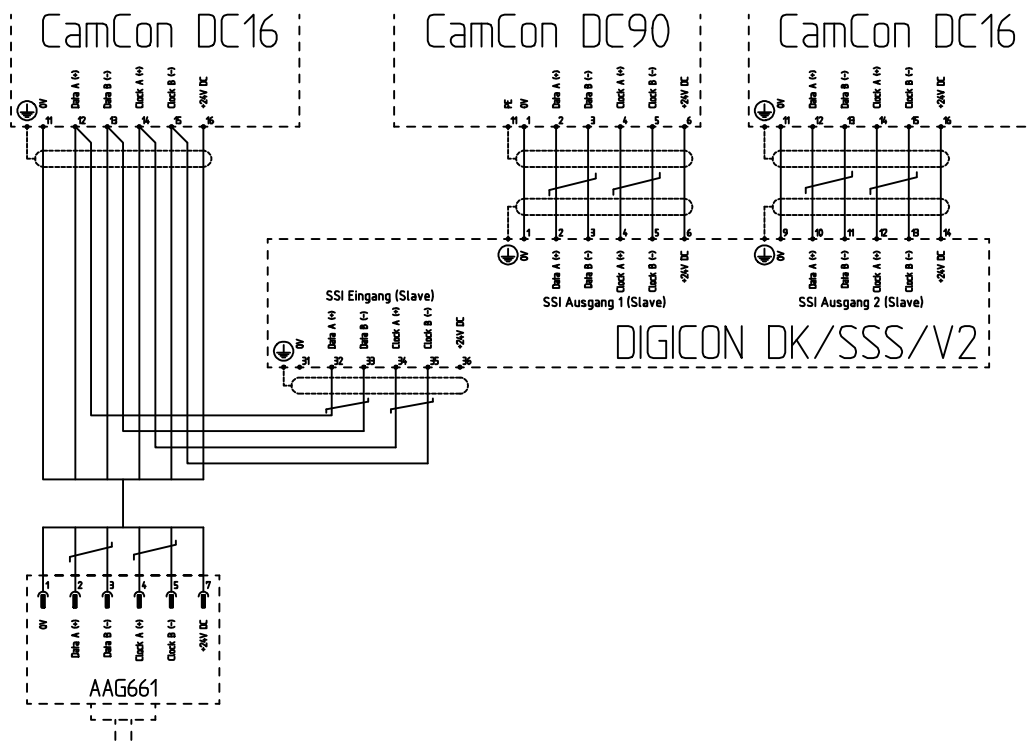 CamCon DC16
CamCon DC90
CamCon DC16
0V
Data A (+)
Data B (-)
Clock A (+)
Clock B (-)
+24V DC
11 12 13 14 15 16
PE
0V
Data A (+)
Data B (-)
Clock A (+)
Clock B (-)
+24V DC
11 1 2 3 4 5 6
0V
Data A (+)
Data B (-)
Clock A (+)
Clock B (-)
+24V DC
11 12 13 14 15 16
1 2 3 4 5 6
0V
Data A (+)
Data B (-)
Clock A (+)
Clock B (-)
+24V DC
SSI Ausgang 1 (Slave)
9 10 11 12 13 14
0V
Data A (+)
Data B (-)
Clock A (+)
Clock B (-)
+24V DC
SSI Ausgang 2 (Slave)
SSI Eingang (Slave)
0V
Data A (+)
Data B (-)
Clock A (+)
Clock B (-)
+24V DC
31 32 33 34 35 36
DIGICON DK/SSS/V2
1 2 3 4 5 7
0V
Data A (+)
Data B (-)
Clock A (+)
Clock B (-)
+24V DC
AAG661